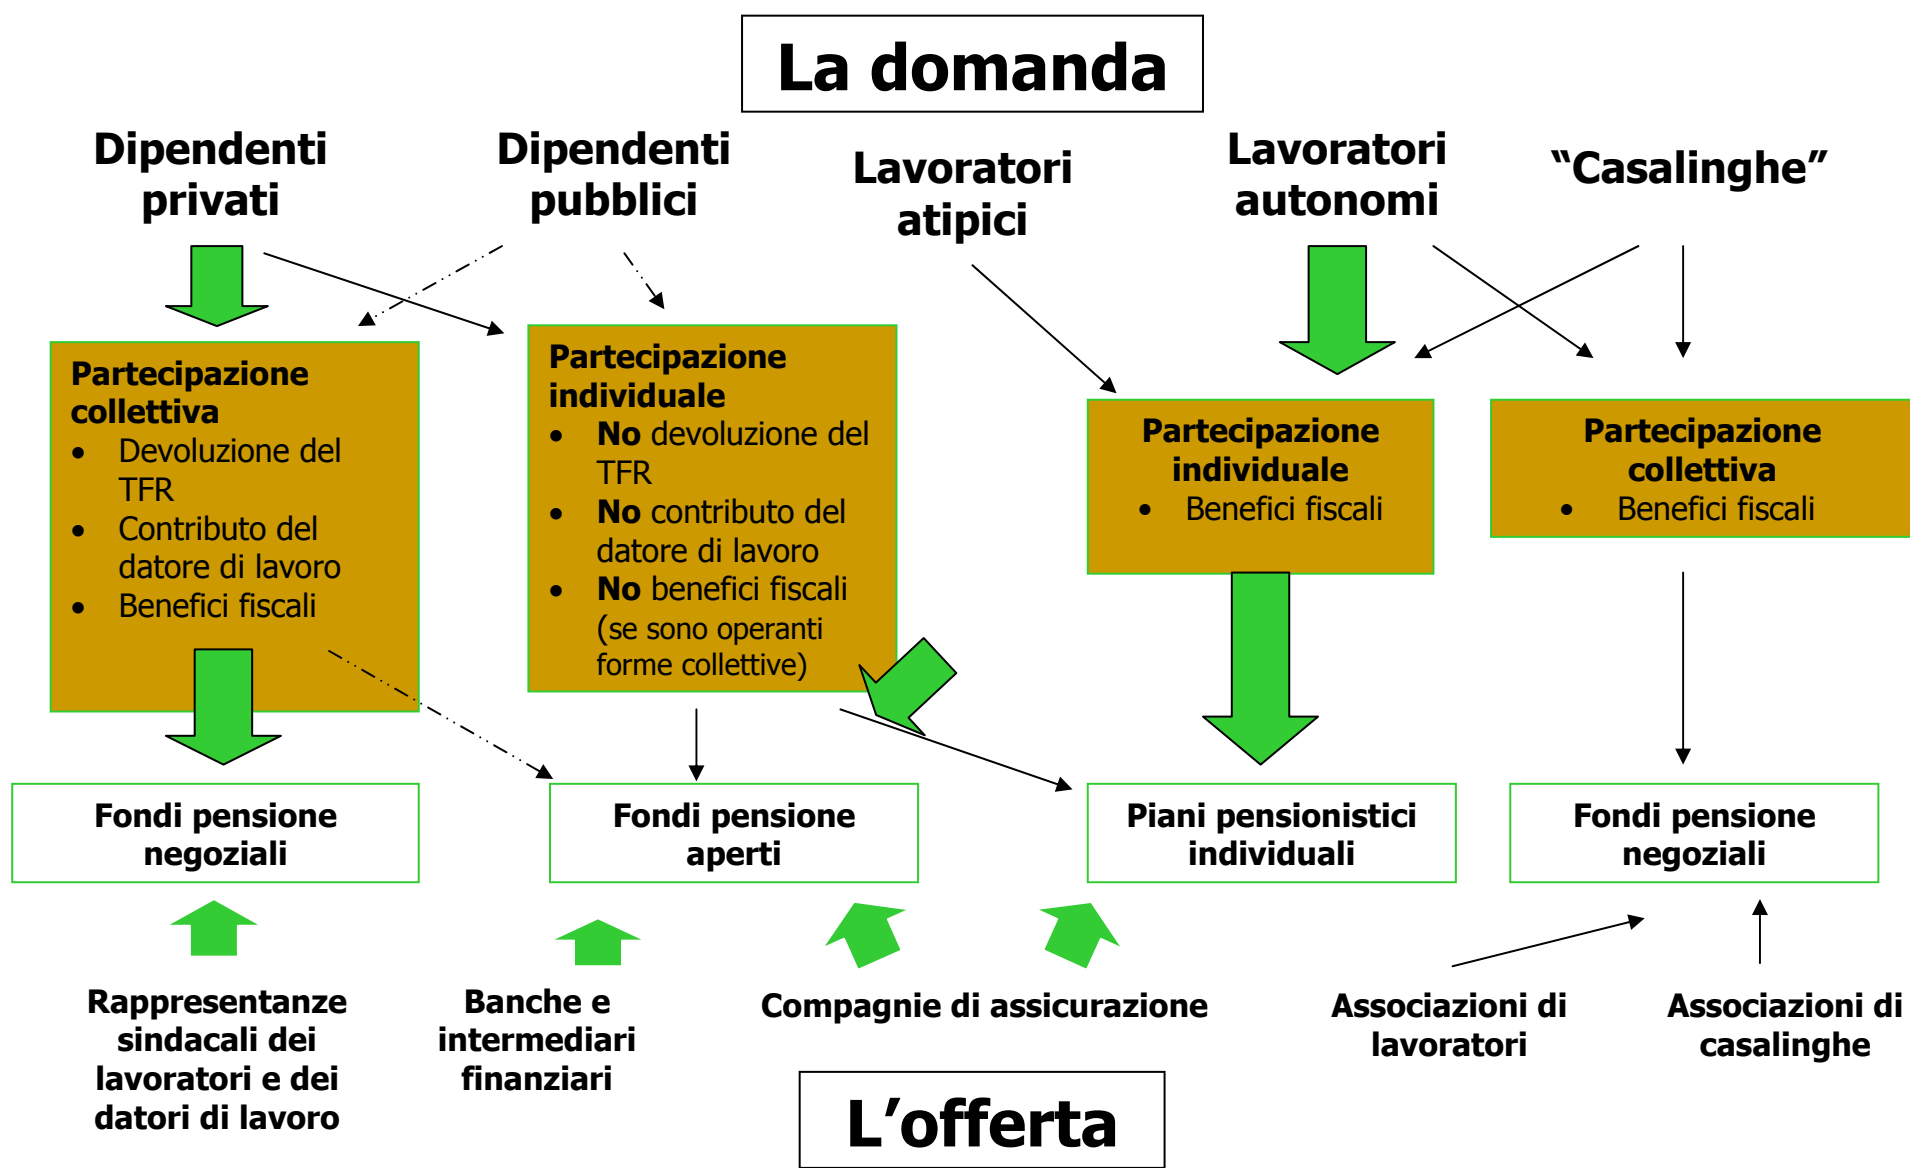 La domanda
Dipendenti
privati
Dipendenti
pubblici
Lavoratori
atipici
Lavoratori
autonomi
“Casalinghe”
Partecipazione
collettiva
• Devoluzione del
TFR
• Contributo del
datore di lavoro
• Benefici fiscali
Partecipazione
individuale
• No devoluzione del
TFR
• No contributo del
datore di lavoro
• No benefici fiscali
(se sono operanti
forme collettive)
Partecipazione
individuale
• Benefici fiscali
Partecipazione
collettiva
• Benefici fiscali
Fondi pensione
negoziali
Fondi pensione
aperti
Piani pensionistici
individuali
Fondi pensione
negoziali
Rappresentanze
sindacali dei
lavoratori e dei
datori di lavoro
Banche e
intermediari
finanziari
Compagnie di assicurazione
Associazioni di
lavoratori
Associazioni di
casalinghe
L’offerta